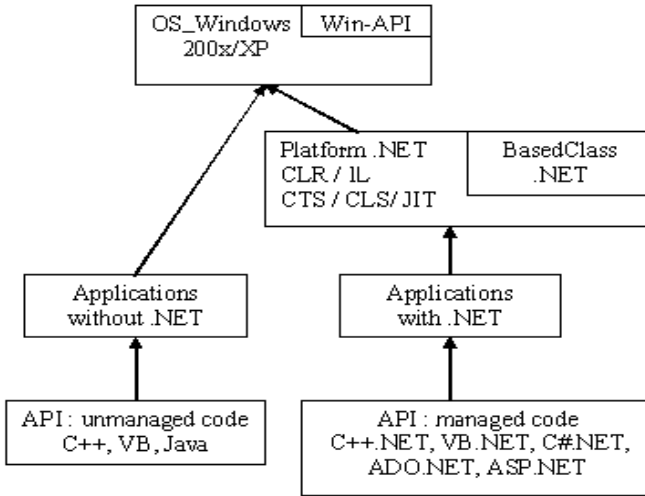 OS_Windows
200x/XP
Win-API
Platform .NET
CLR / IL
CTS / CLS/ JIT
BasedClass
.NET
Applications
without .NET
Applications
with .NET
API : unmanaged code
C++, VB, Java
API : managed code
C++.NET, VB.NET, C#.NET,
ADO.NET, ASP.NET